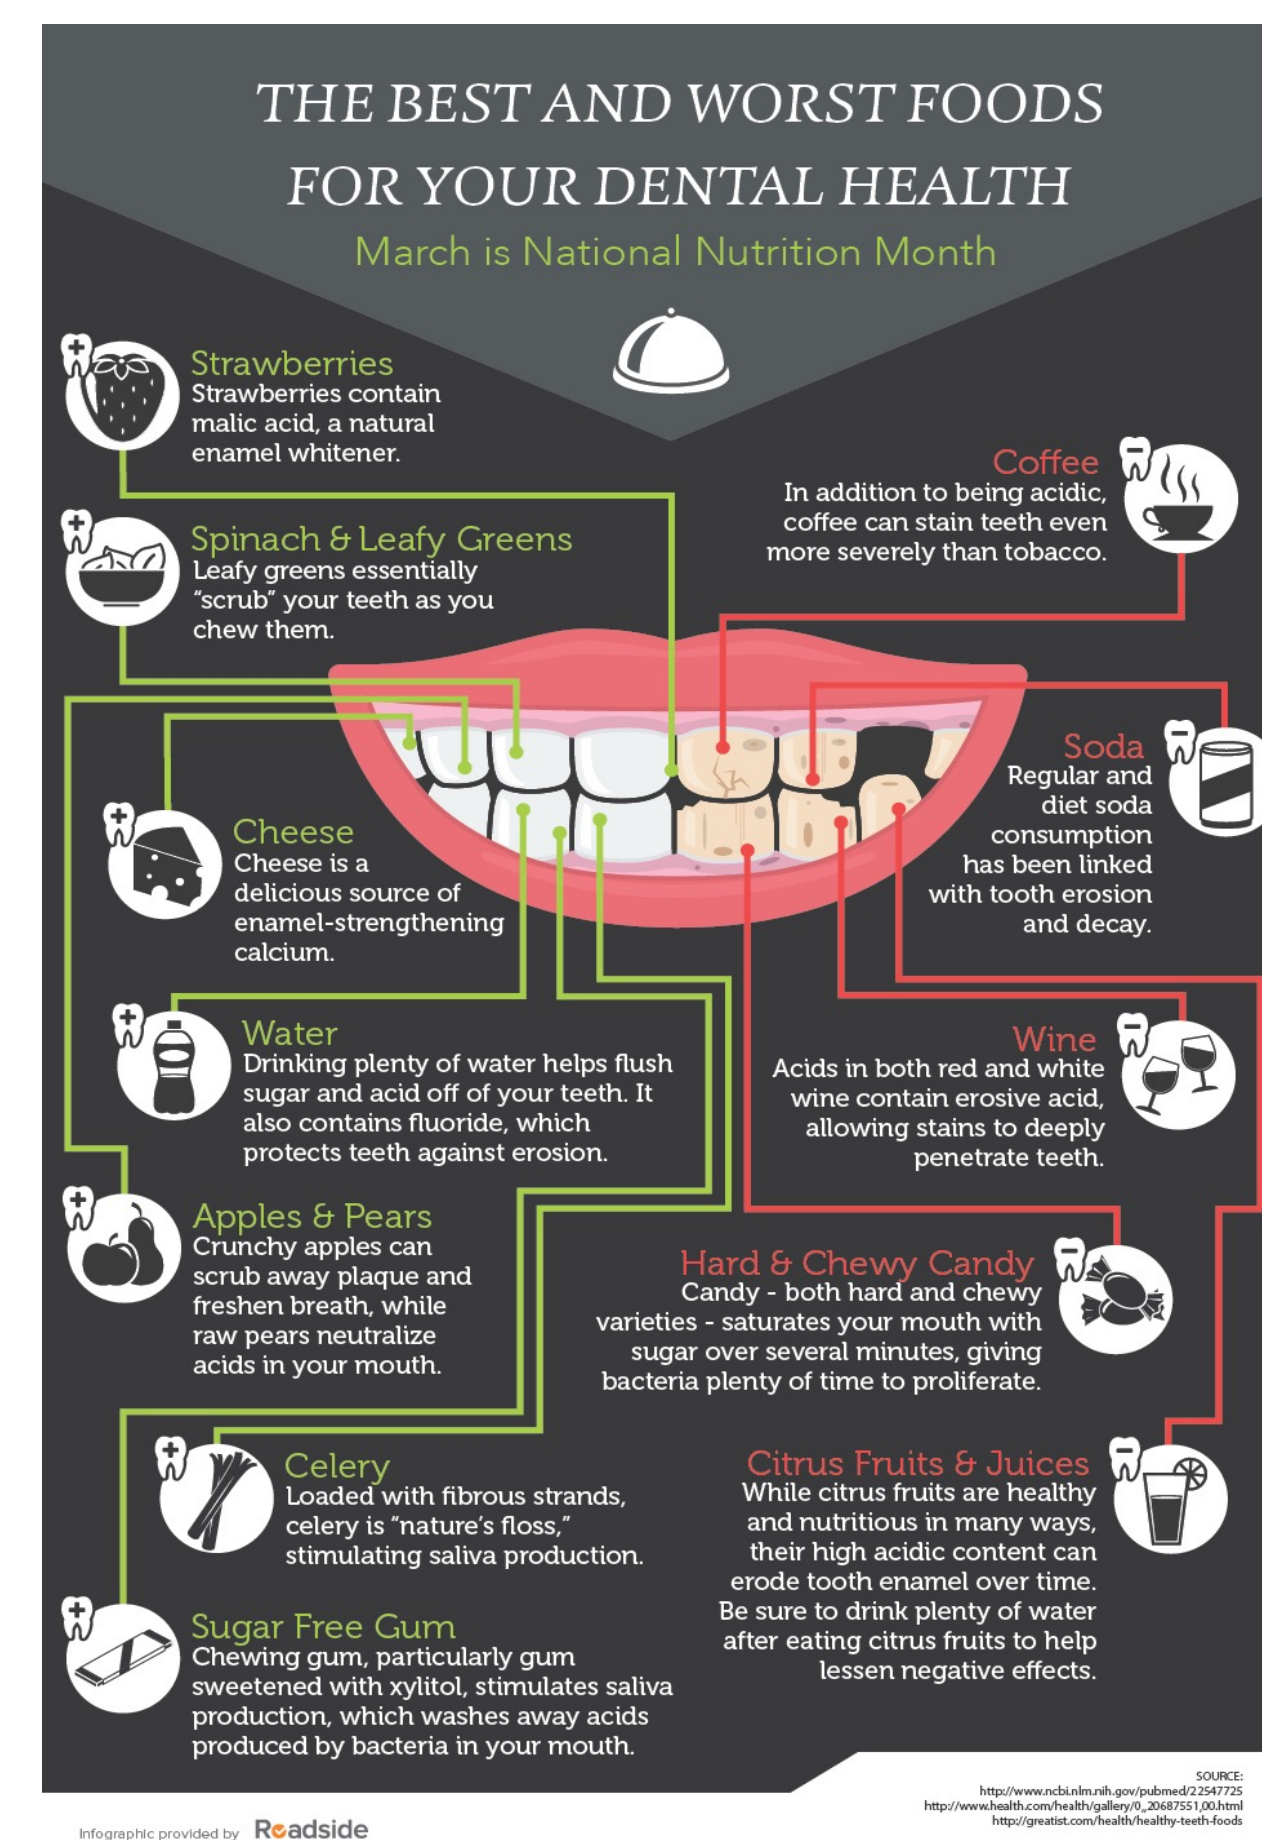 THE BEST AND WORST FOODS
FOR YOUR DENTAL HEALTH
March is National Nutrition Month
Strawberries
Strawberries contain
malic acid, a natural
enamel whitener.
Spinach & Leafy Greens
Leafy greens essentially
“scrub” your teeth as you
chew them.
Cheese
Cheese is a
delicious source of
enamel-strengthening
calcium.
Water
Drinking plenty of water helps flush
sugar and acid off of your teeth. It
also contains fluoride, which
protects teeth against erosion.
Apples & Pears
Crunchy apples can
scrub away plaque and
freshen breath, while
raw pears neutralize
acids in your mouth.
Celery
Loaded with fibrous strands,
celery is “nature’s floss,”
stimulating saliva production.
Sugar Free Gum
Chewing gum, particularly gum
sweetened with xylitol, stimulates saliva
production, which washes away acids
produced by bacteria in your mouth.
Coffee
In addition to being acidic,
coffee can stain teeth even
more severely than tobacco.
Soda
Regular and
diet soda
consumption
has been linked
with tooth erosion
and decay.
Wine
Acids in both red and white
wine contain erosive acid,
allowing stains to deeply
penetrate teeth.
Hard & Chewy Candy
Candy - both hard and chewy
varieties - saturates your mouth with
sugar over several minutes, giving
bacteria plenty of time to proliferate.
Citrus Fruits & Juices
While citrus fruits are healthy
and nutritious in many ways,
their high acidic content can
erode tooth enamel over time.
Be sure to drink plenty of water
after eating citrus fruits to help
lessen negative effects.
SOURCE:
http://www.ncbi.nlm.nih.gov/pubmed/22547725
http://www.health.com/health/gallery/0,,20687551,00.html
http://greatist.com/health/healthy-teeth-foods
Infographic provided by Roadside